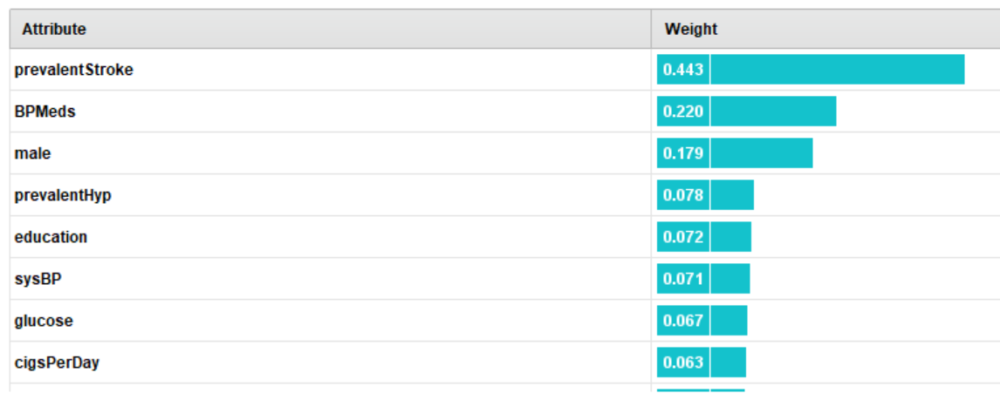 Attribute Weight
prevalentStroke 0.443
BPMeds 0.220
male 0.179
prevalentHyp 0.078
education 0.072
sysBP 0.071
glucose 0.067
cigsPerDay 0.063